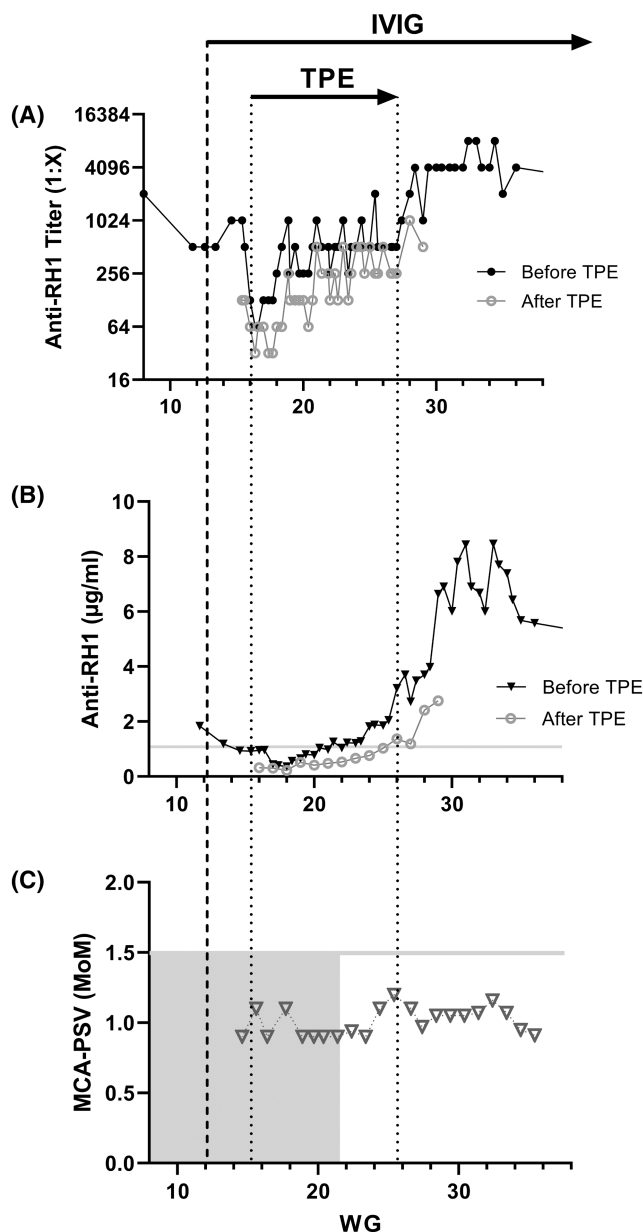 IVIG
TPE
(A)
Anti-RH1 Titer (1:X)
16384
4096
1024
256
64
16
10 20 30
Before TPE
After TPE
(B)
Anti-RH1 (µg/ml)
10
8
6
4
2
0
10 20 30
Before TPE
After TPE
(C)
MCA-PSV (MoM)
2.0
1.5
1.0
0.5
0.0
10 20 30
WG